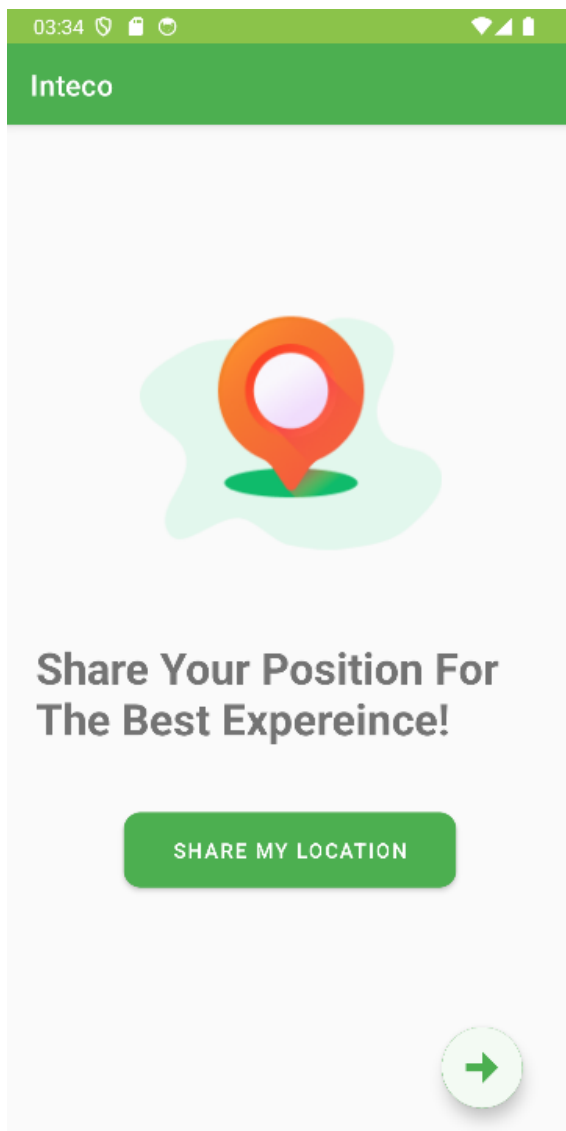 03:34
Inteco
Share Your Position For
The Best Expereince!
SHARE MY LOCATION